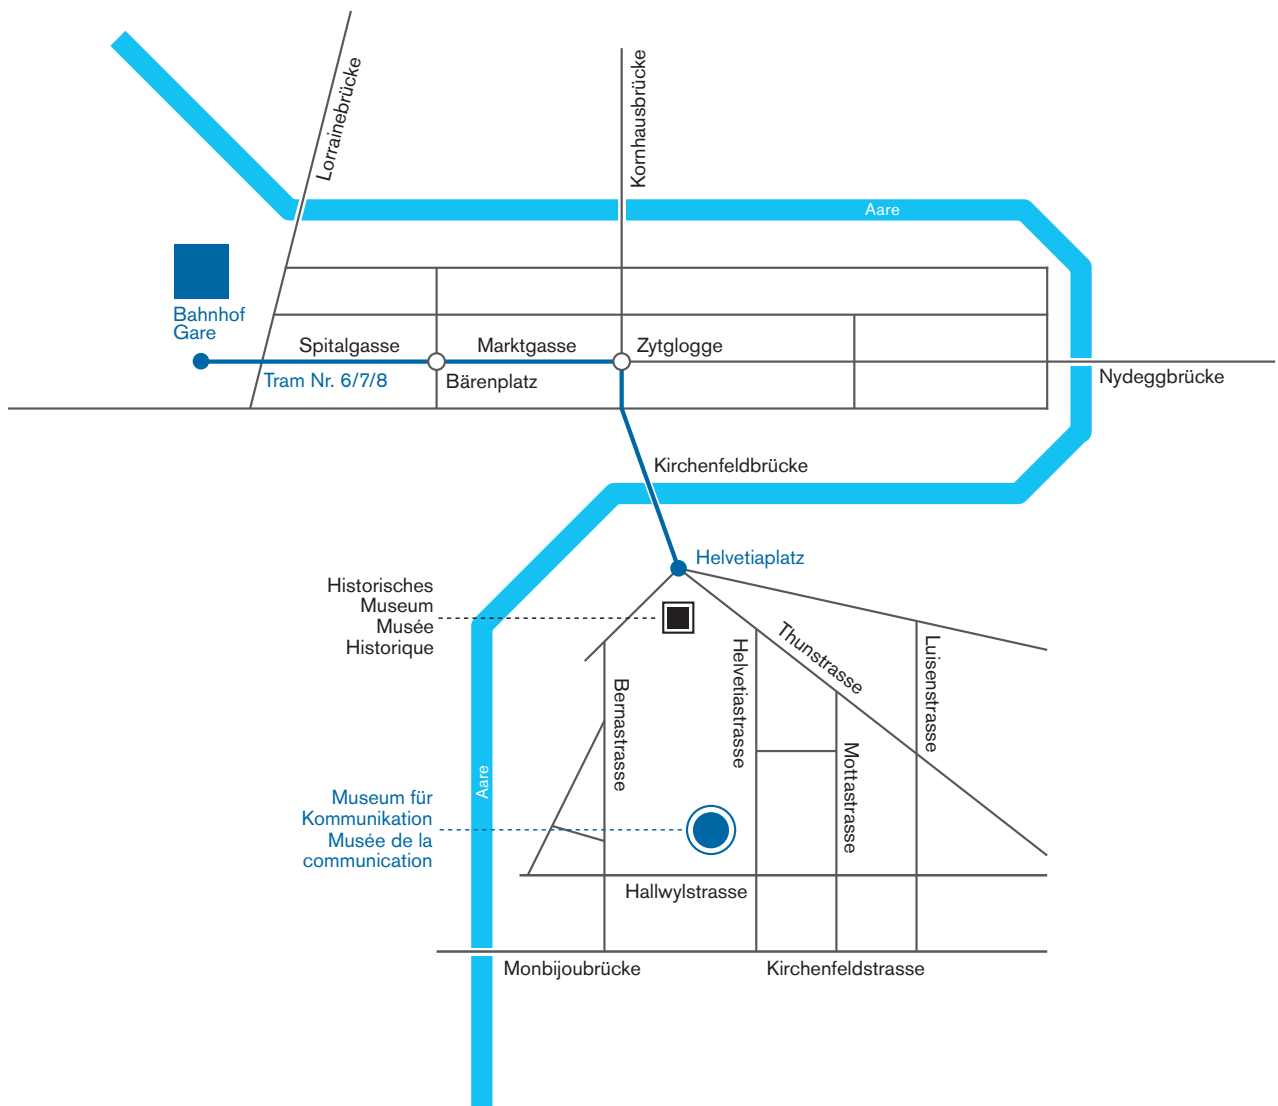 Lorrainebrücke
Kornhausbrücke
Aare
Bahnhof
Gare
Spitalgasse
Marktgasse
Zytglogge
Tram Nr. 6/7/8
Bärenplatz
Nydeggbrücke
Kirchenfeldbrücke
Helvetiaplatz
Historisches
Museum
Musée
Historique
Thunstrasse
Luisenstrasse
Helvetiastrasse
Bernastrasse
Mottastrasse
Aare
Museum für
Kommunikation
Musée de la
communication
Hallwylstrasse
Monbijoubrücke
Kirchenfeldstrasse